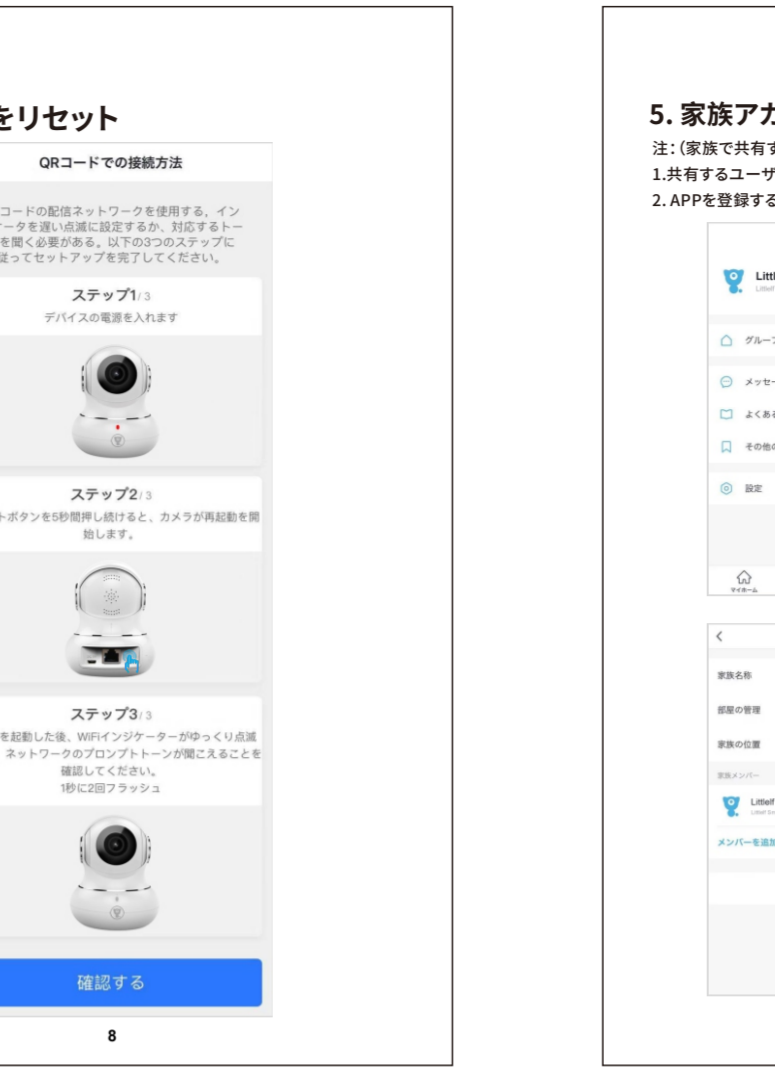 をリセット
QRコードでの接続方法
コードの配信ネットワークを使用する，イン
ータを遅い点滅に設定するか、対応するトー
を聞く必要がある。以下の3つのステップに
従ってセットアップを完了してください。
ステップ1/3
デバイスの電源を入れます
ステップ2/3
トボタンを5秒間押し続けると、カメラが再起動を開
始します。
ステップ3/3
を起動した後、WiFiインジケーターがゆっくり点滅
ネットワークのプロンプトトーンが聞こえることを
確認してください。
1秒に2回フラッシュ
確認する
8
5. 家族アカ
注：（家族で共有す
1.共有するユーザ
2. APPを登録する
Littl
Littlelf
グループ
メッセー
よくある
その他の
設定
マイホーム
家族名称
部屋の管理
家族の位置
家族メンバー
Littlelf
メンバーを追加